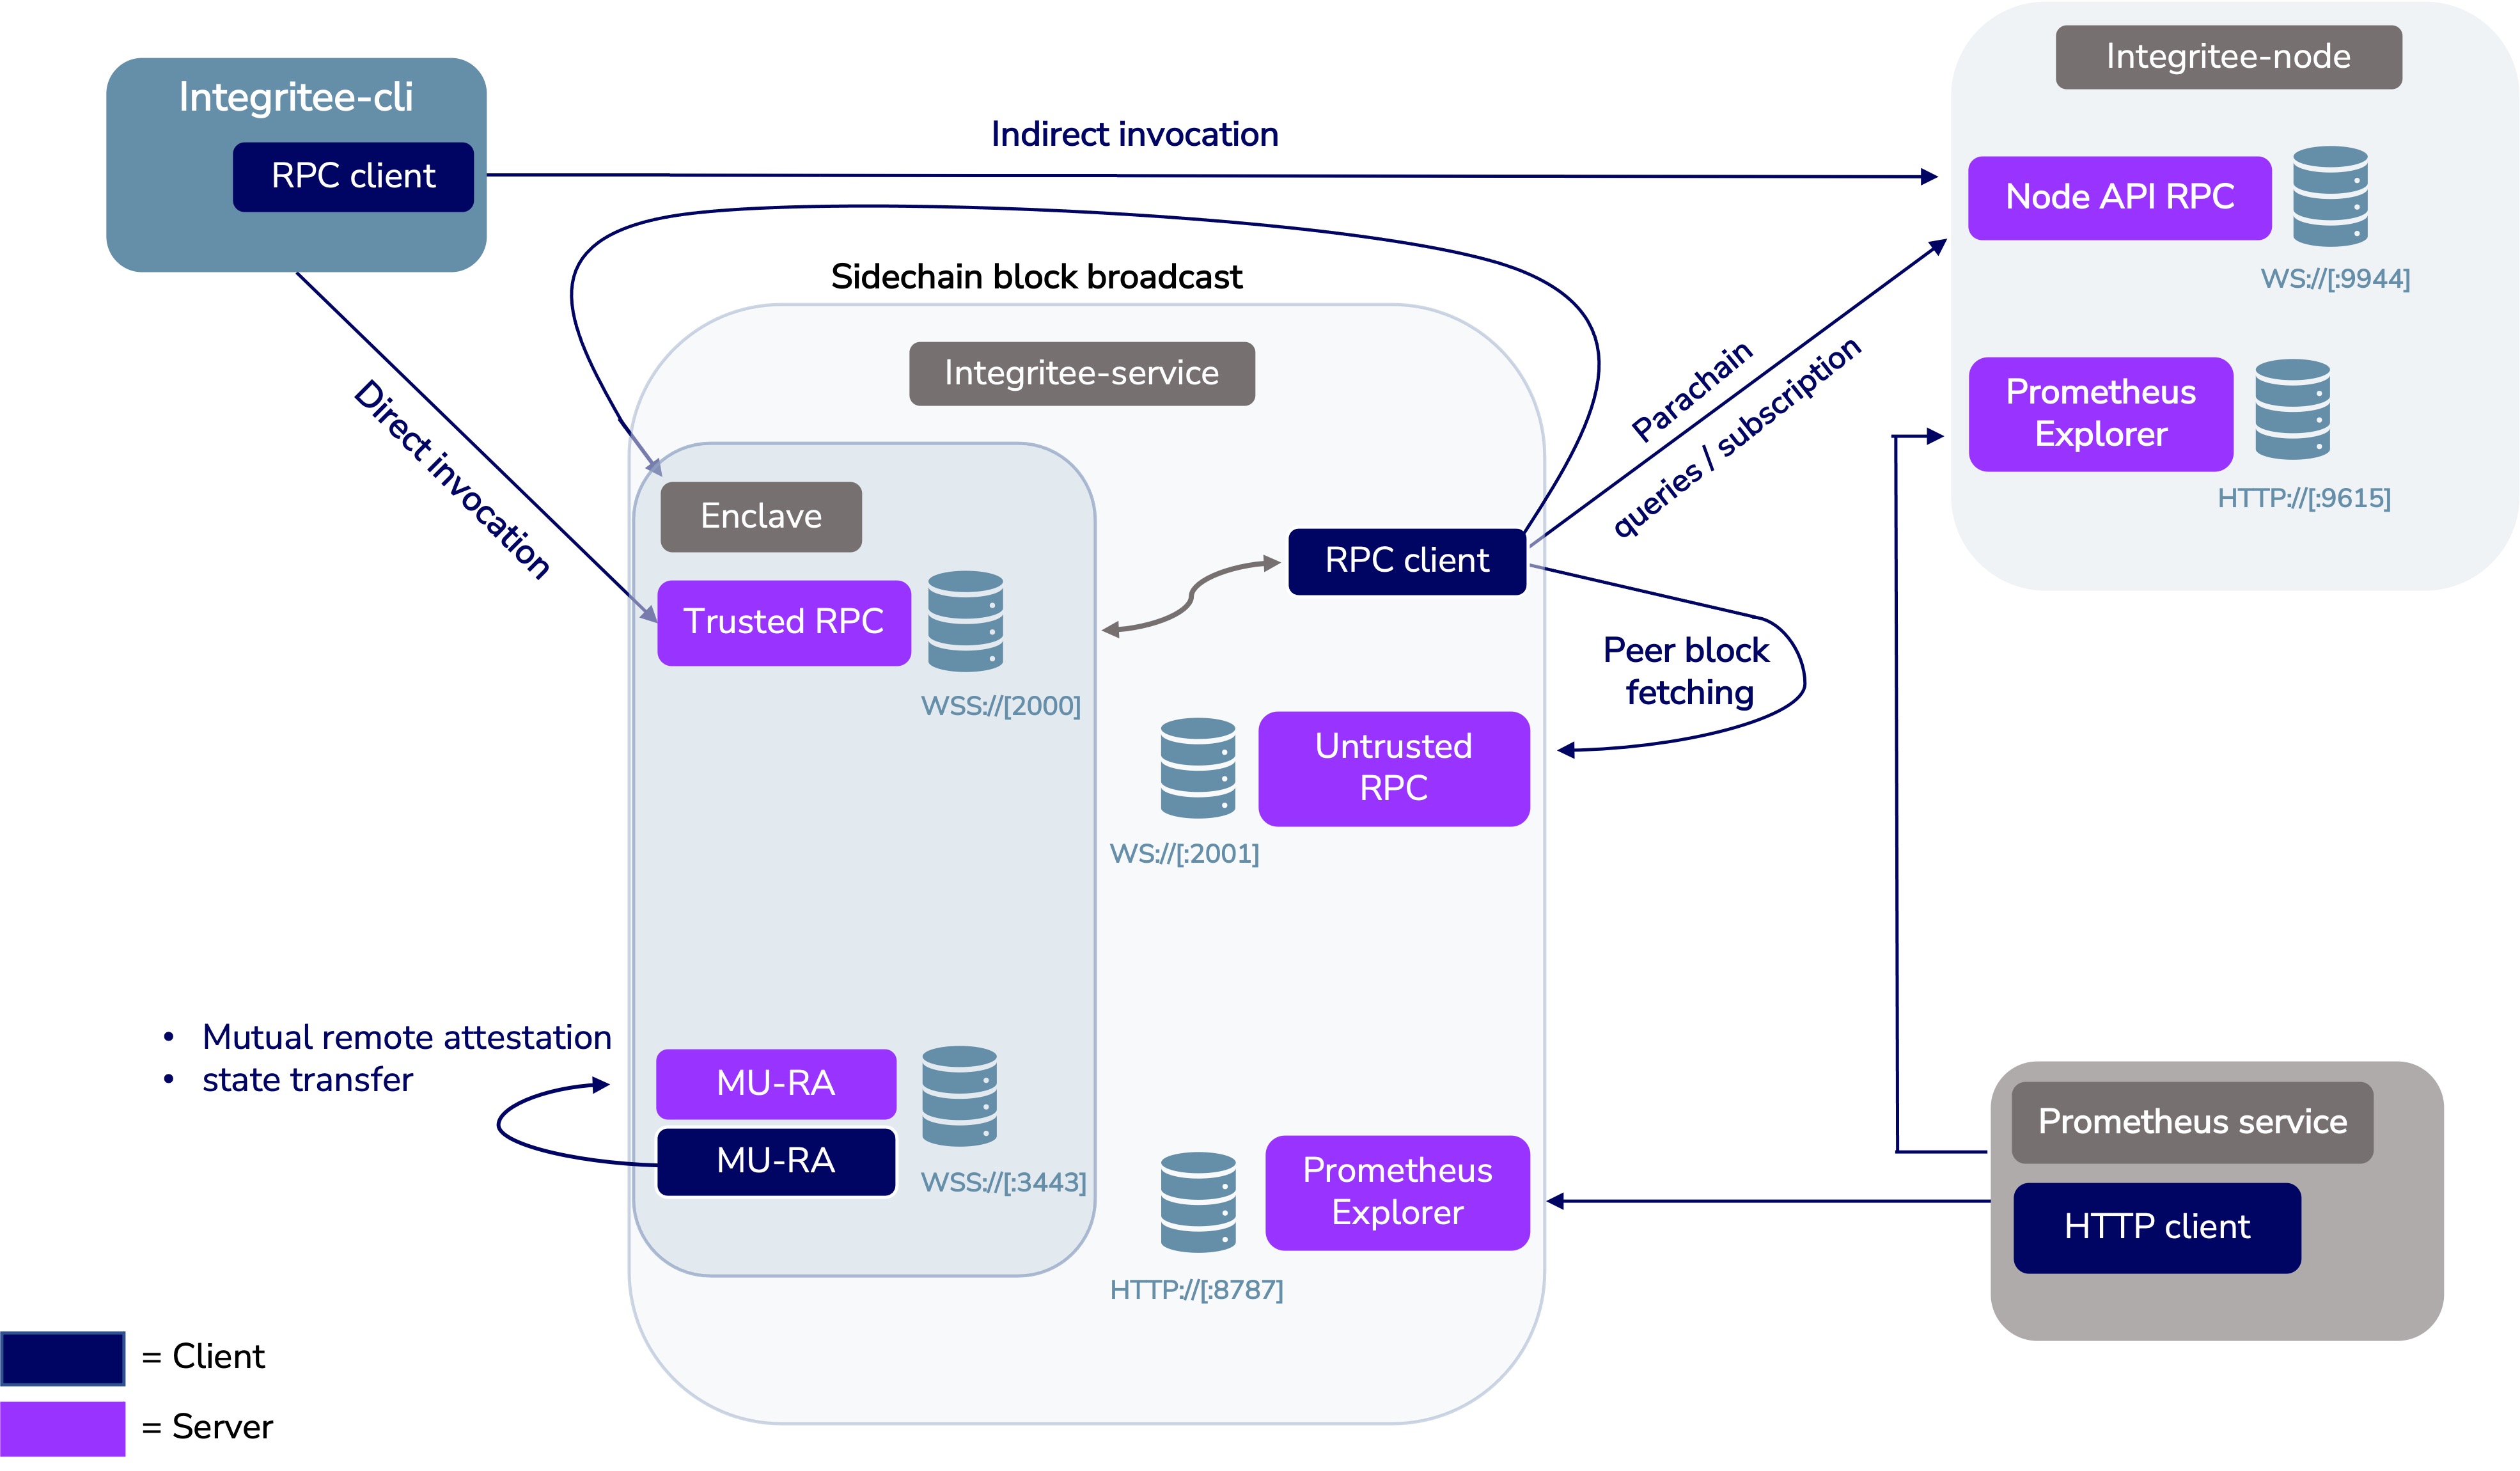 Integritee-cli
RPC client
Indirect invocation
Integritee-node
Node API RPC
WS://[:9944]
Prometheus
Explorer
HTTP://[:9615]
Sidechain block broadcast
Direct invocation
Integritee-service
Parachain
queries / subscription
Enclave
Trusted RPC
WSS://[2000]
RPC client
Peer block
fetching
Untrusted
RPC
WS://[:2001]
• Mutual remote attestation
• state transfer
MU-RA
MU-RA
WSS://[:3443]
Prometheus
Explorer
HTTP://[:8787]
Prometheus service
HTTP client
= Client
= Server